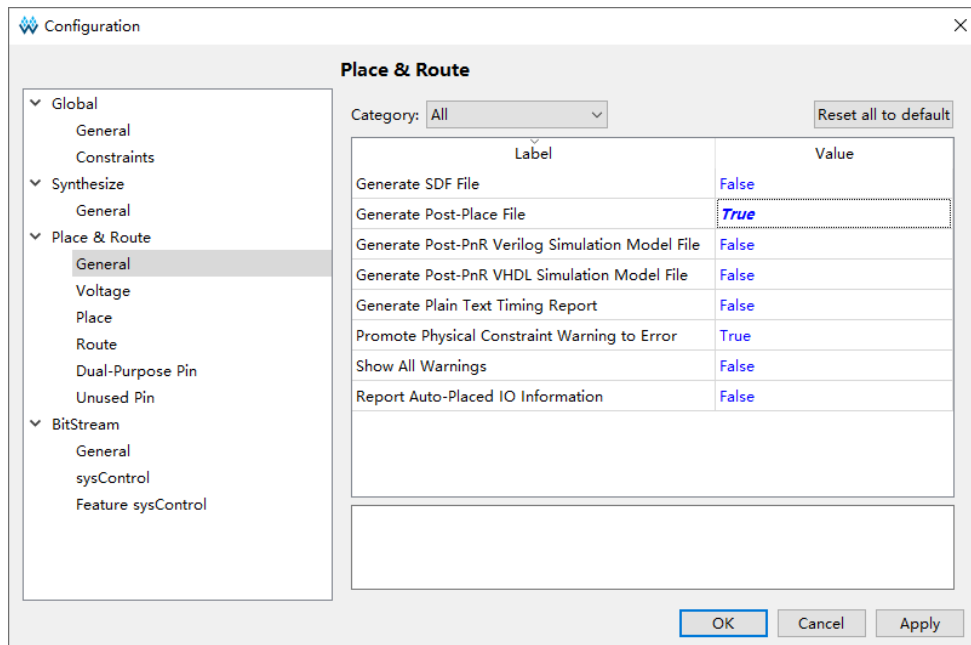 Configuration
Place & Route
Global
General
Constraints
Synthesize
General
Place & Route
General
Voltage
Place
Route
Dual-Purpose Pin
Unused Pin
BitStream
General
sysControl
Feature sysControl
Category: All
Reset all to default
Label Value
Generate SDF File False
Generate Post-Place File True
Generate Post-PnR Verilog Simulation Model File False
Generate Post-PnR VHDL Simulation Model File False
Generate Plain Text Timing Report False
Promote Physical Constraint Warning to Error True
Show All Warnings False
Report Auto-Placed IO Information False
OK Cancel Apply